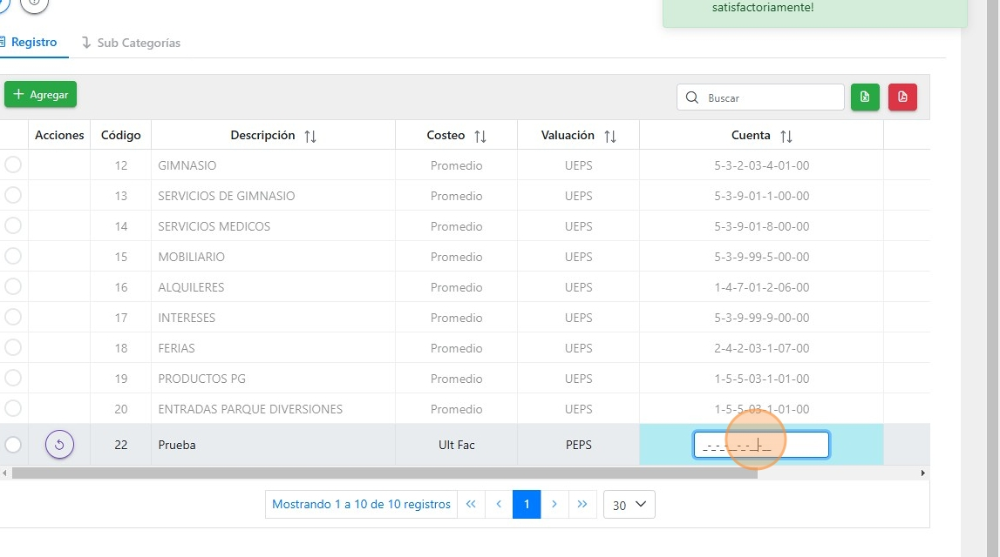 satisfactoriamente!
Registro Sub Categorías
Agregar Buscar
Acciones Código Descripción Costeo Valuación Cuenta
12 GIMNASIO Promedio UEPS 5-3-2-03-4-01-00
13 SERVICIOS DE GIMNASIO Promedio UEPS 5-3-9-01-1-00-00
14 SERVICIOS MEDICOS Promedio UEPS 5-3-9-01-8-00-00
15 MOBILIARIO Promedio UEPS 5-3-9-99-5-00-00
16 ALQUILERES Promedio UEPS 1-4-7-01-2-06-00
17 INTERESES Promedio UEPS 5-3-9-99-9-00-00
18 FERIAS Promedio UEPS 2-4-2-03-1-07-00
19 PRODUCTOS PG Promedio UEPS 1-5-5-03-1-01-00
20 ENTRADAS PARQUE DIVERSIONES Promedio UEPS 1-5-5-03-1-01-00
22 Prueba Ult Fac PEPS _-_-_-__-_-__-__
Mostrando 1 a 10 de 10 registros « ‹ 1 › » 30